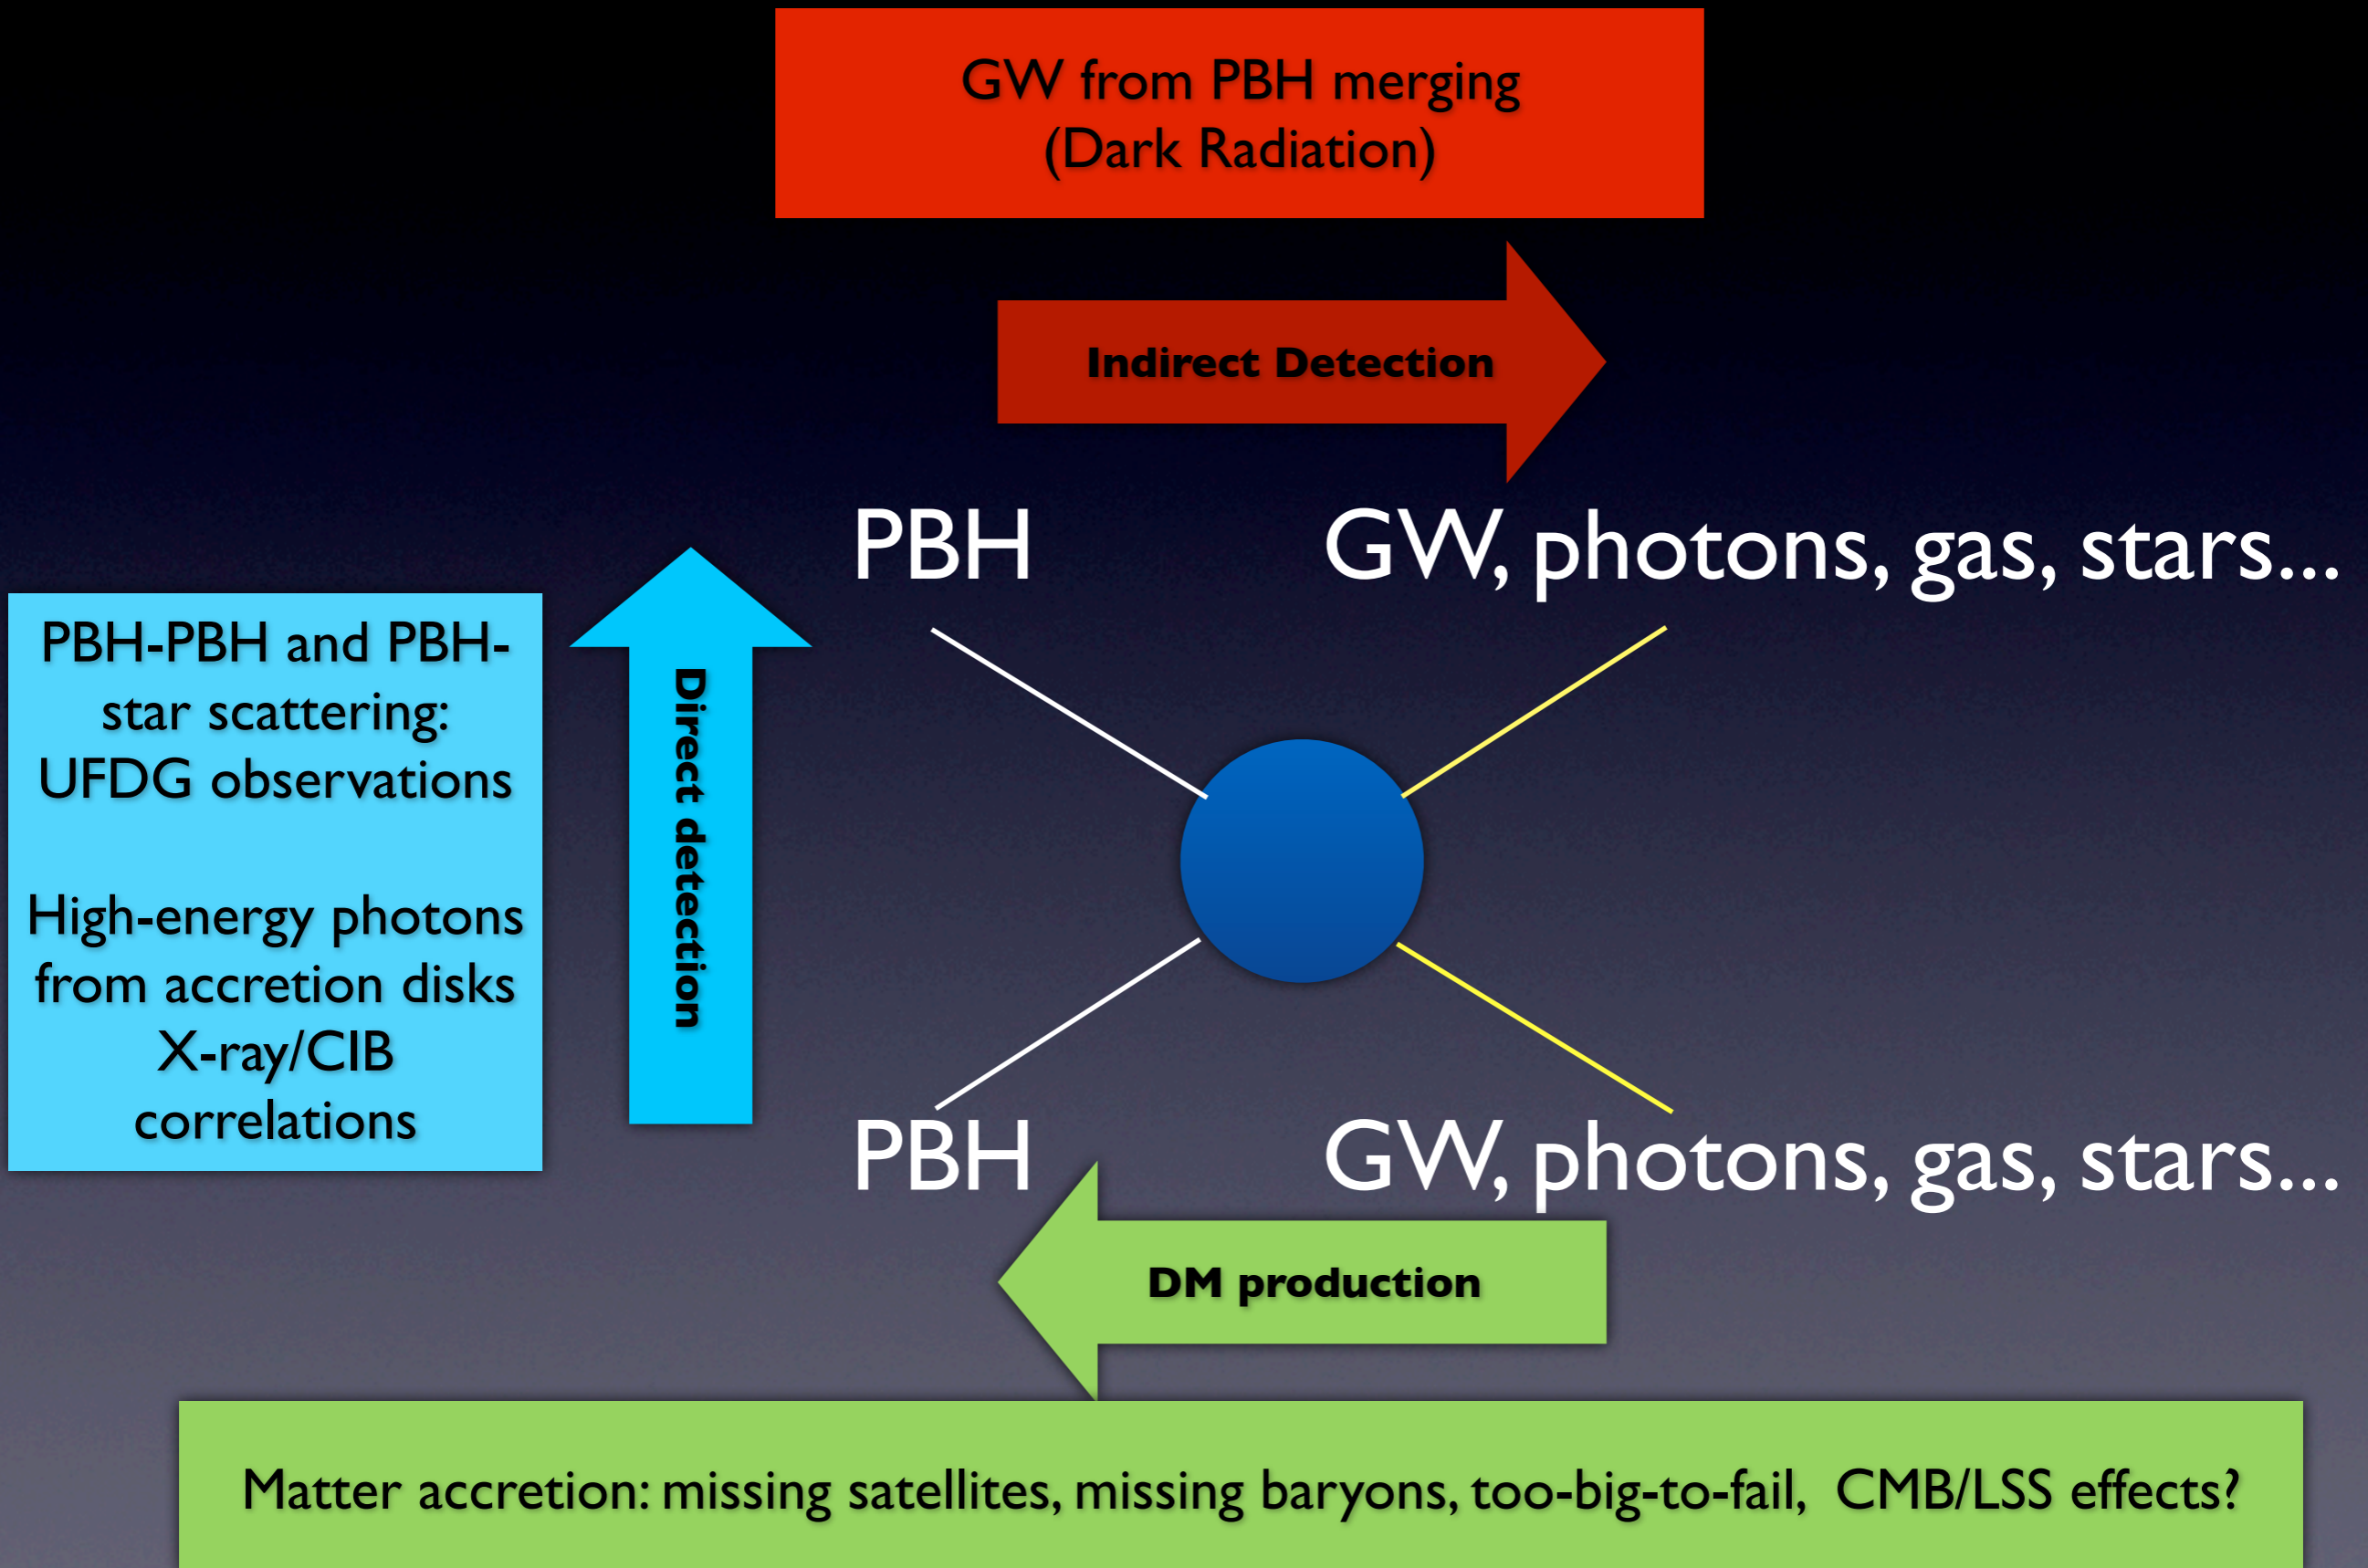 GW from PBH merging
(Dark Radiation)
Indirect Detection
PBH
GW, photons, gas, stars...
PBH-PBH and PBH-
star scattering:
UFDG observations
High-energy photons
from accretion disks
X-ray/CIB
correlations
Direct detection
PBH
GW, photons, gas, stars...
DM production
Matter accretion: missing satellites, missing baryons, too-big-to-fail, CMB/LSS effects?